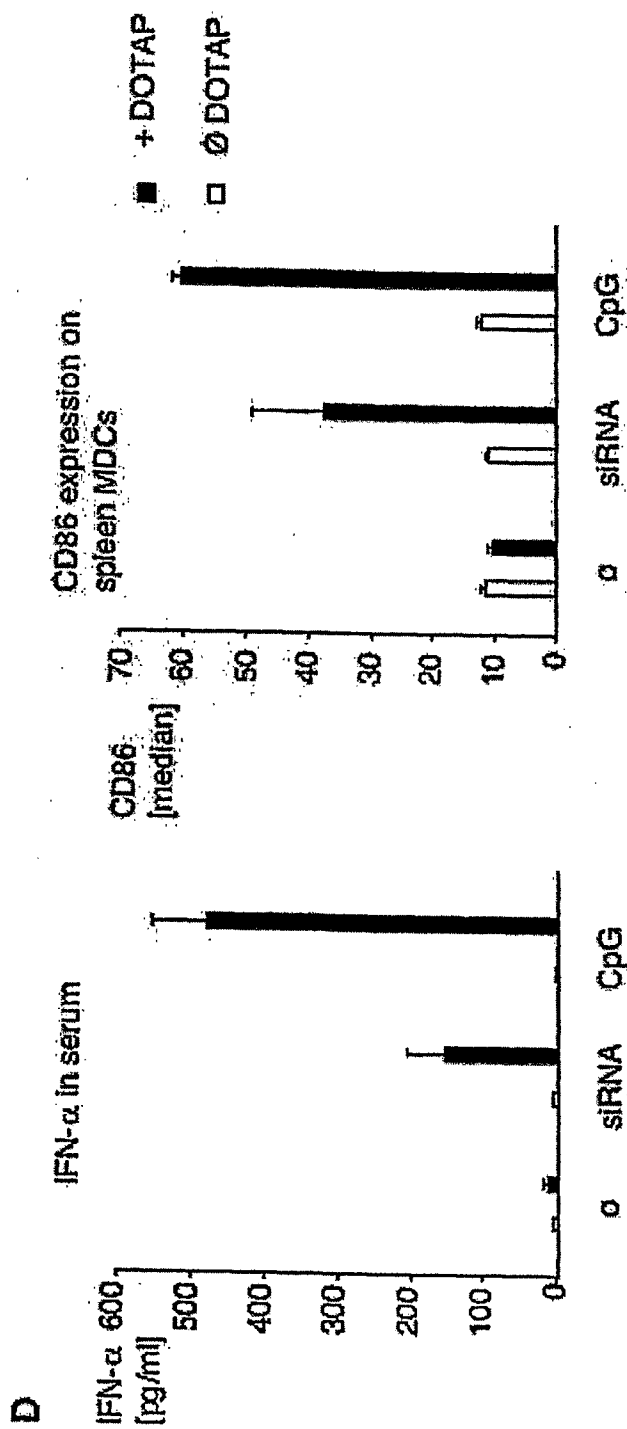 D
IFN-α in serum
IFN-α
[pg/ml]
600
500
400
300
200
100
0
ø siRNA CpG
CD86 expression on
spleen MDCs
CD86
[median]
70
60
50
40
30
20
10
0
ø siRNA CpG
+ DOTAP
Ø DOTAP